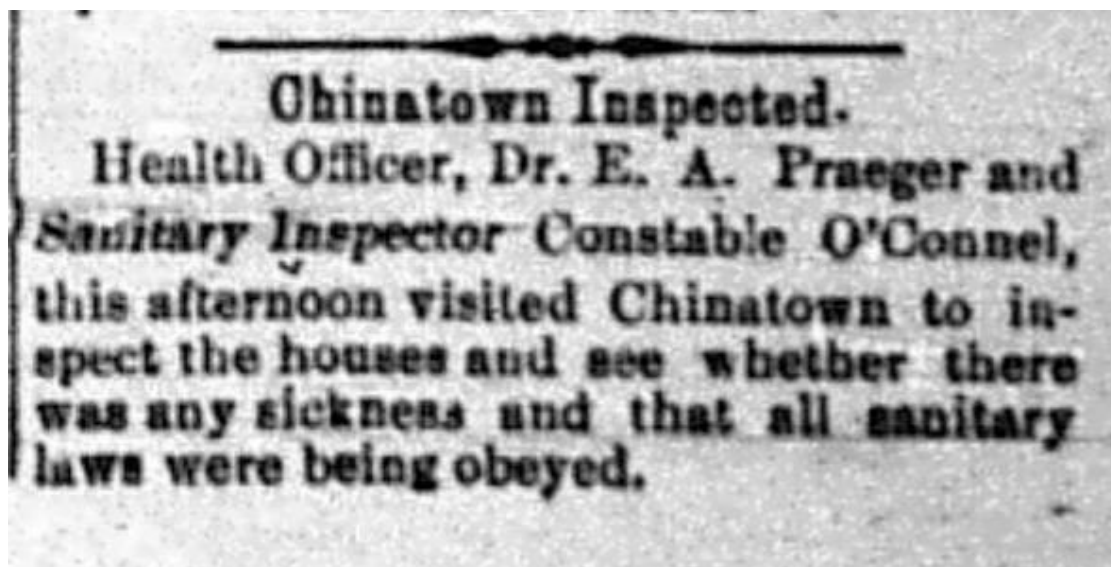 Chinatown Inspected.
Health Officer, Dr. E. A. Praeger and
Sanitary Inspector Constable O'Connel,
this afternoon visited Chinatown to in-
spect the houses and see whether there
was any sickness and that all sanitary
laws were being obeyed.